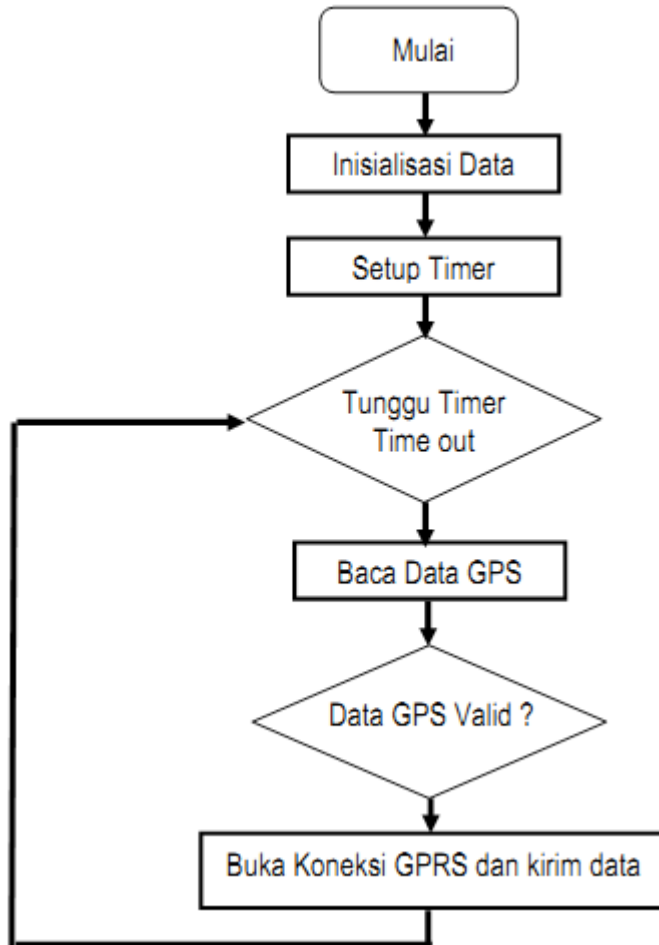 Mulai
Inisialisasi Data
Setup Timer
Tunggu Timer
Time out
Baca Data GPS
Data GPS Valid ?
Buka Koneksi GPRS dan kirim data